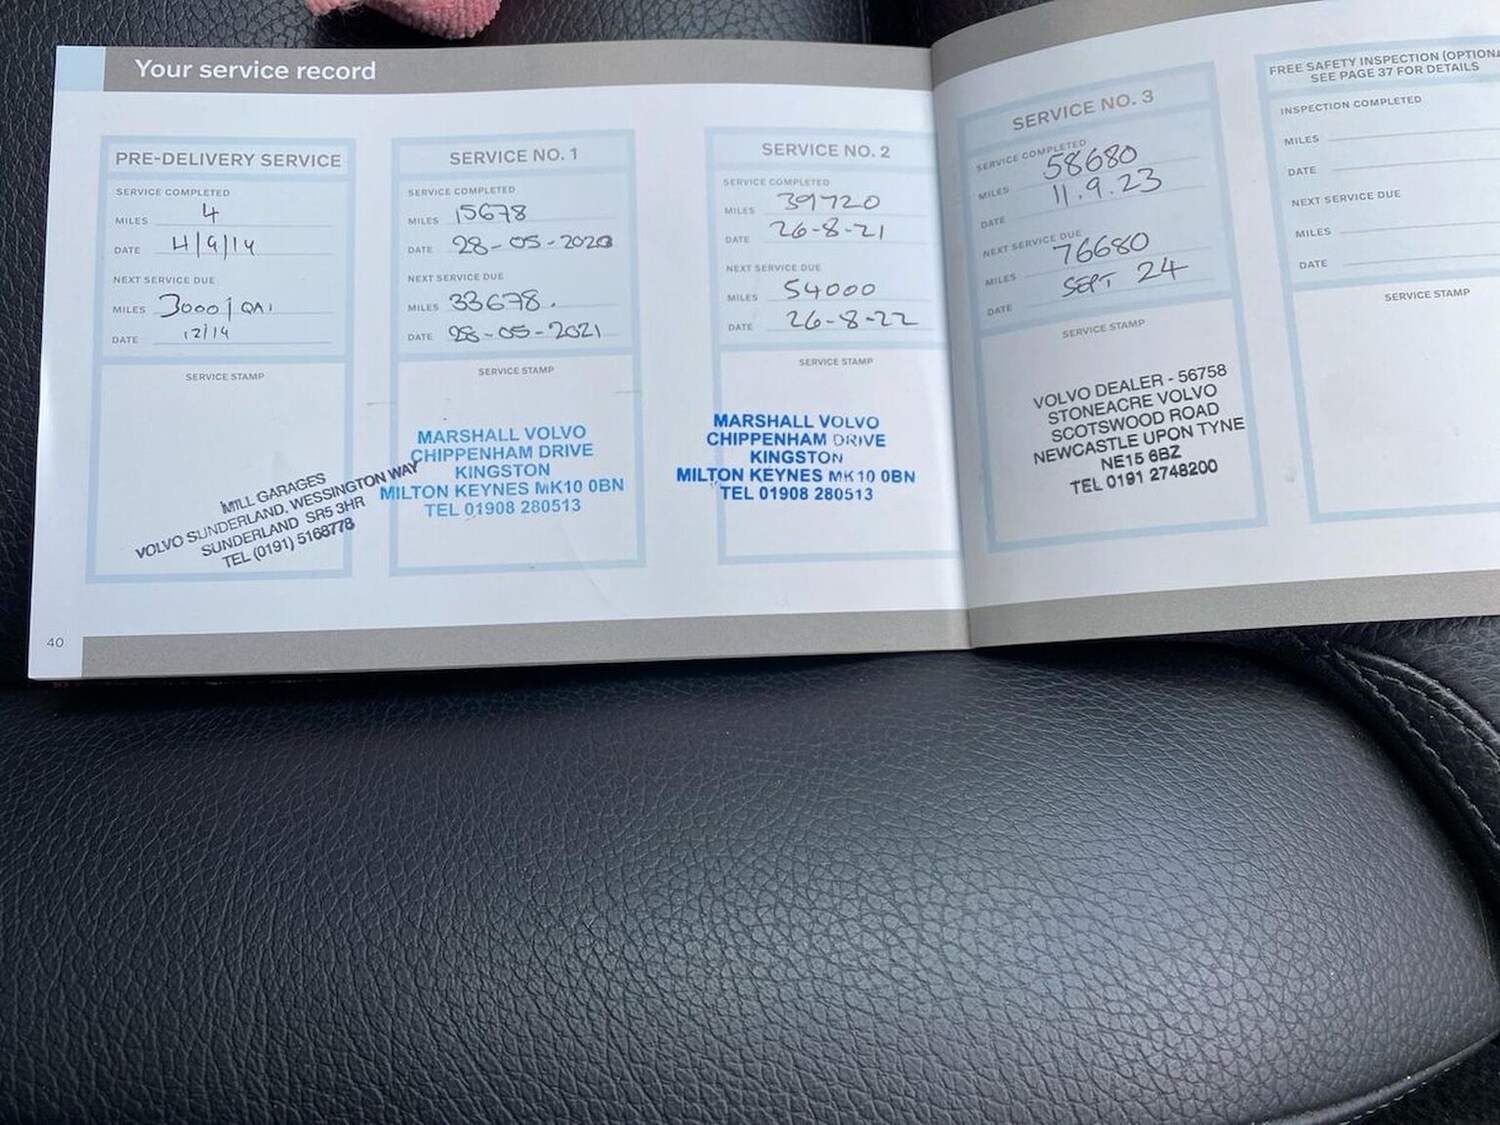 Your service record
PRE-DELIVERY SERVICE
SERVICE COMPLETED
MILES 4
DATE 4/9/14
NEXT SERVICE DUE
MILES 3000 | QAI
DATE 12/14
SERVICE STAMP
MILL GARAGES
VOLVO SUNDERLAND, WESSINGTON WAY
SUNDERLAND SR5 3HR
TEL (0191) 5168778
SERVICE NO. 1
SERVICE COMPLETED
MILES 15678
DATE 28-05-2020
NEXT SERVICE DUE
MILES 33678.
DATE 28-05-2021
SERVICE STAMP
MARSHALL VOLVO
CHIPPENHAM DRIVE
KINGSTON
MILTON KEYNES MK10 0BN
TEL 01908 280513
SERVICE NO. 2
SERVICE COMPLETED
MILES 39720
DATE 26-8-21
NEXT SERVICE DUE
MILES 54000
DATE 26-8-22
SERVICE STAMP
MARSHALL VOLVO
CHIPPENHAM DRIVE
KINGSTON
MILTON KEYNES MK10 0BN
TEL 01908 280513
SERVICE NO. 3
SERVICE COMPLETED
MILES 58680
DATE 11.9.23
NEXT SERVICE DUE
MILES 76680
DATE SEPT 24
SERVICE STAMP
VOLVO DEALER - 56758
STONEACRE VOLVO
SCOTSWOOD ROAD
NEWCASTLE UPON TYNE
NE15 6BZ
TEL 0191 2748200
FREE SAFETY INSPECTION (OPTIONA
SEE PAGE 37 FOR DETAILS
INSPECTION COMPLETED
MILES
DATE
NEXT SERVICE DUE
MILES
DATE
SERVICE STAMP
40